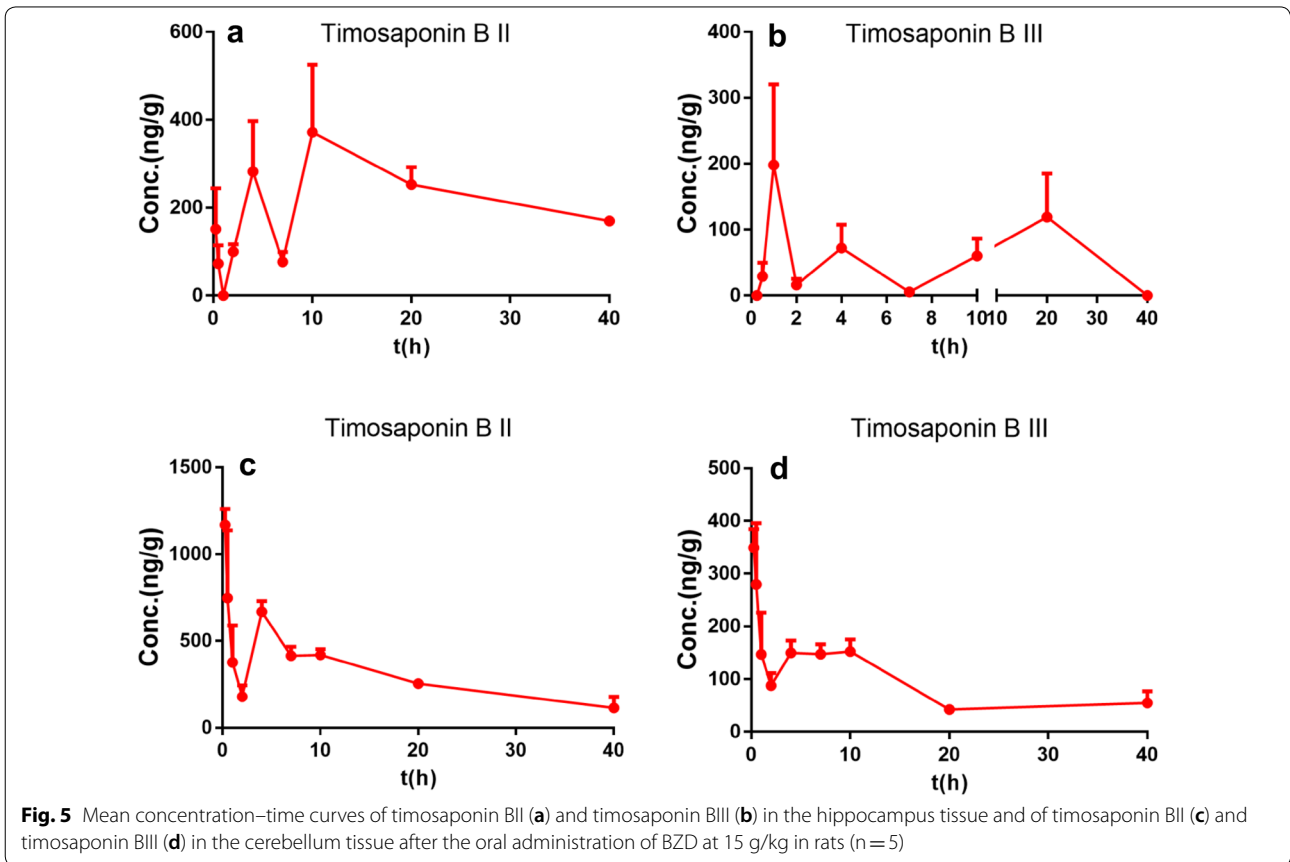 a Timosaponin B II
600
400
200
0
Conc.(ng/g)
0 10 20 30 40
t(h)
b Timosaponin B III
400
300
200
100
0
Conc.(ng/g)
0 2 4 6 8 10 10 20 30 40
t(h)
Timosaponin B II
c
1500
1000
500
0
Conc.(ng/g)
0 10 20 30 40
t(h)
Timosaponin B III
d
500
400
300
200
100
0
Conc.(ng/g)
0 10 20 30 40
t(h)
Fig. 5 Mean concentration–time curves of timosaponin BII (a) and timosaponin BIII (b) in the hippocampus tissue and of timosaponin BII (c) and
timosaponin BIII (d) in the cerebellum tissue after the oral administration of BZD at 15 g/kg in rats (n = 5)